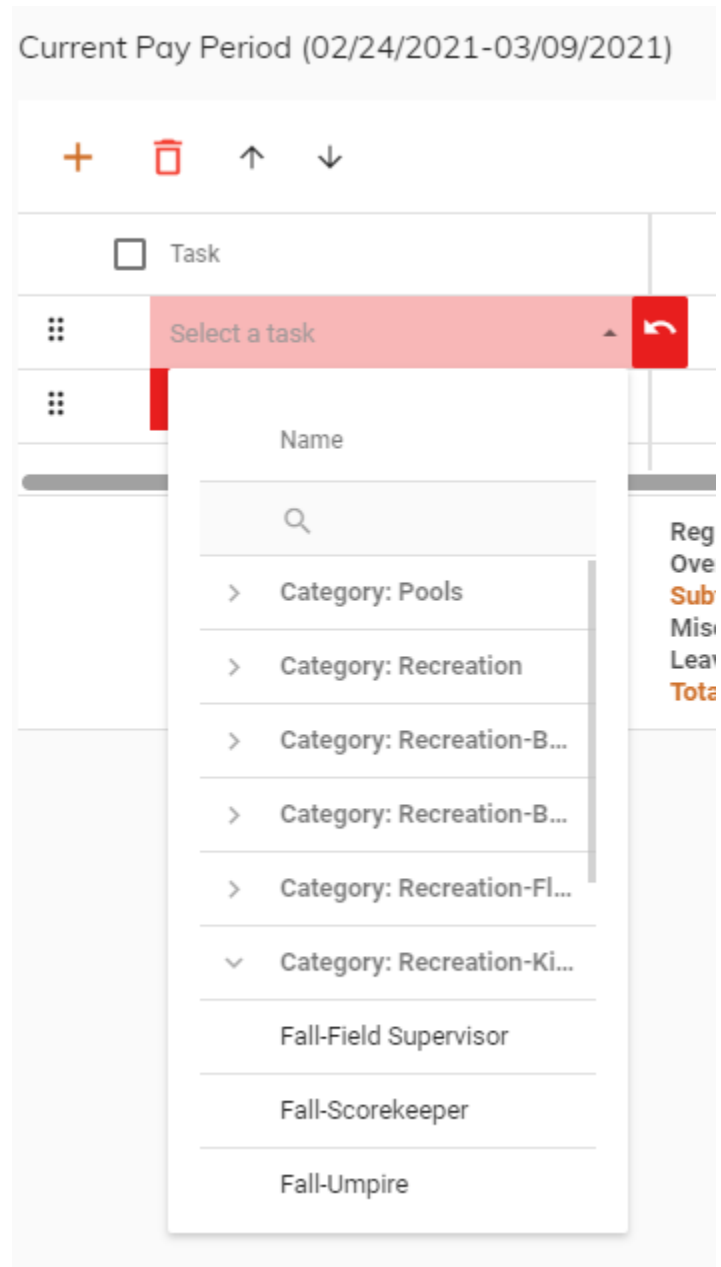 Current Pay Period (02/24/2021-03/09/2021)
Task
Select a task
Name
Category: Pools
Category: Recreation
Category: Recreation-B...
Category: Recreation-B...
Category: Recreation-Fl...
Category: Recreation-Ki...
Fall-Field Supervisor
Fall-Scorekeeper
Fall-Umpire
Reg